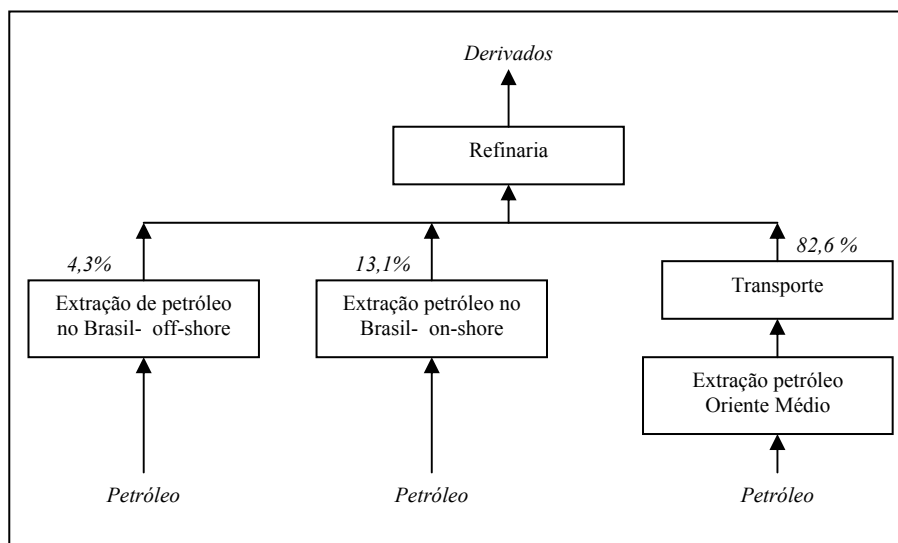 Derivados
Refinaria
82,6 %
4,3%
13,1%
Transporte
Extração de petróleo
no Brasil- off-shore
Extração petróleo no
Brasil- on-shore
Extração petróleo
Oriente Médio
Petróleo
Petróleo
Petróleo